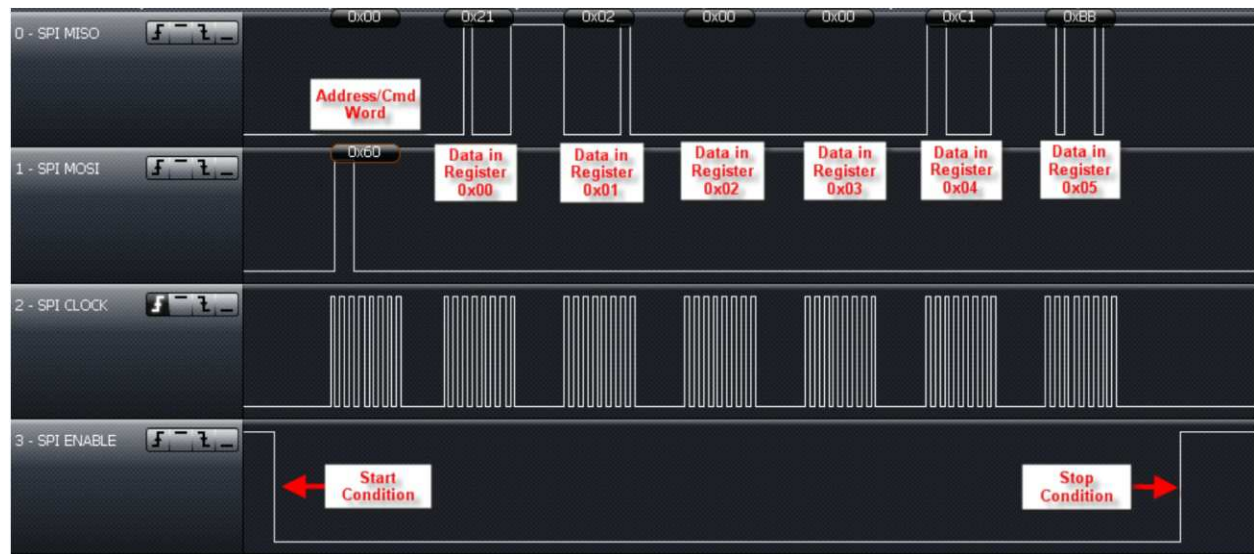 0x00
0x21
0x02
0x00
0x00
0xC1
0xBB
0 - SPI MISO
Address/Cmd
Word
0x60
1 - SPI MOSI
Data in
Register
0x00
Data in
Register
0x01
Data in
Register
0x02
Data in
Register
0x03
Data in
Register
0x04
Data in
Register
0x05
2 - SPI CLOCK
3 - SPI ENABLE
Start
Condition
Stop
Condition